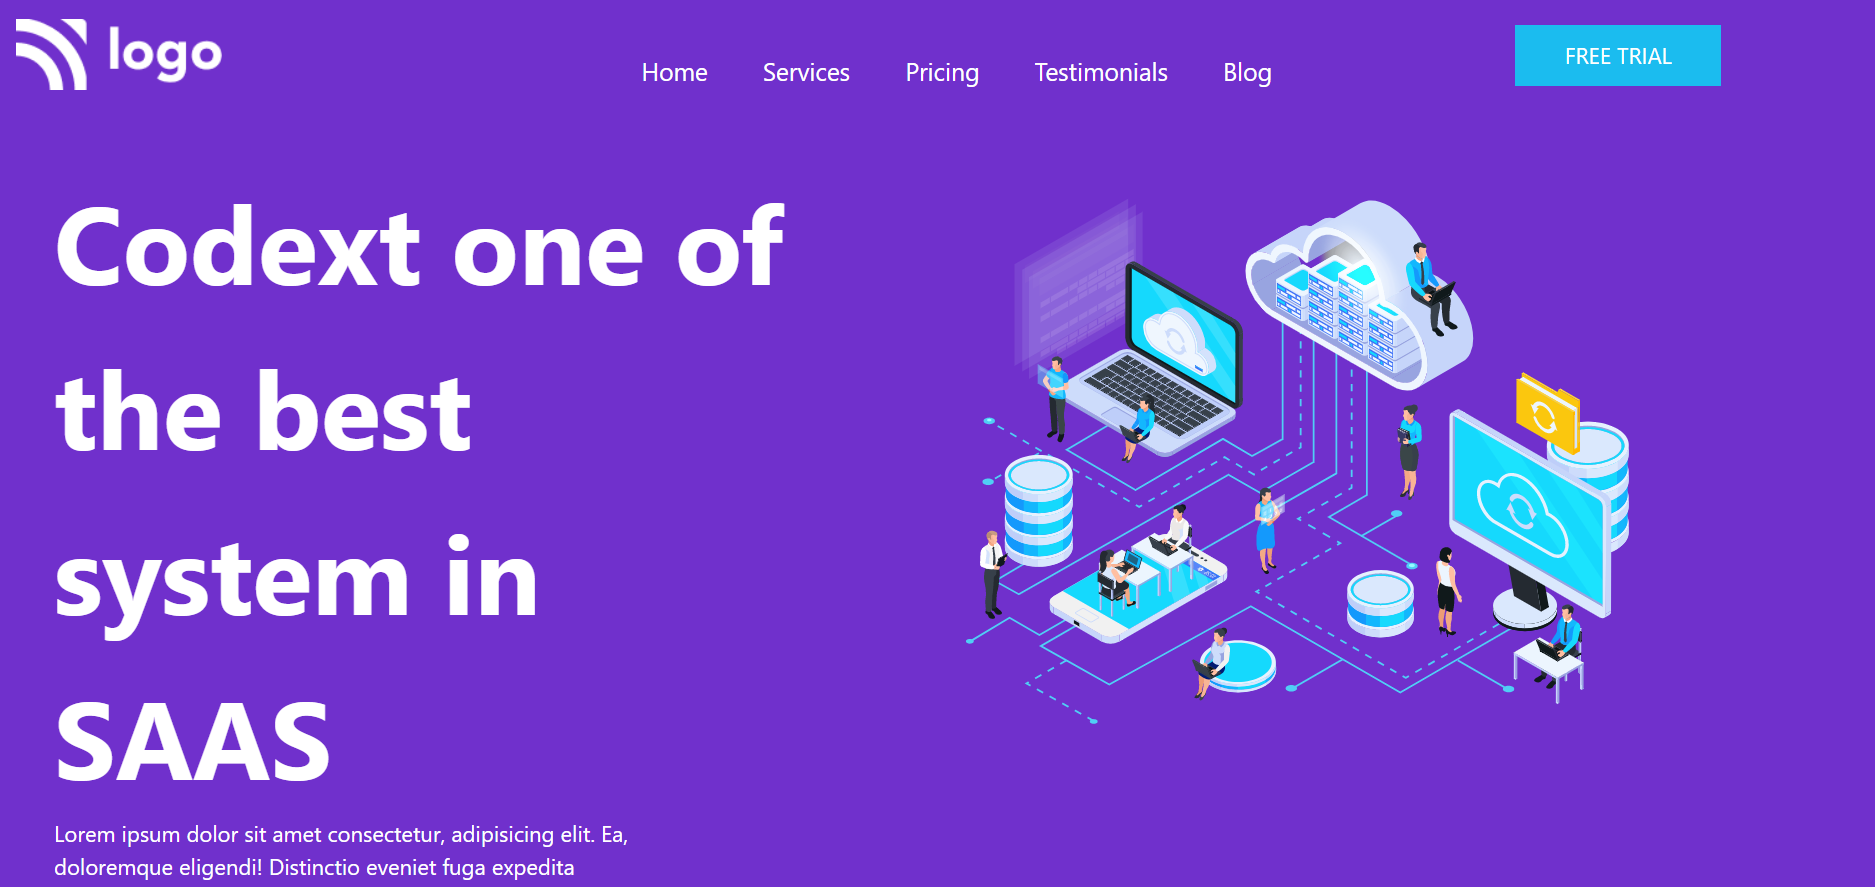 logo
Home Services Pricing Testimonials Blog
FREE TRIAL
Codext one of
the best
system in
SAAS
Lorem ipsum dolor sit amet consectetur, adipisicing elit. Ea,
doloremque eligendi! Distinctio eveniet fuga expedita